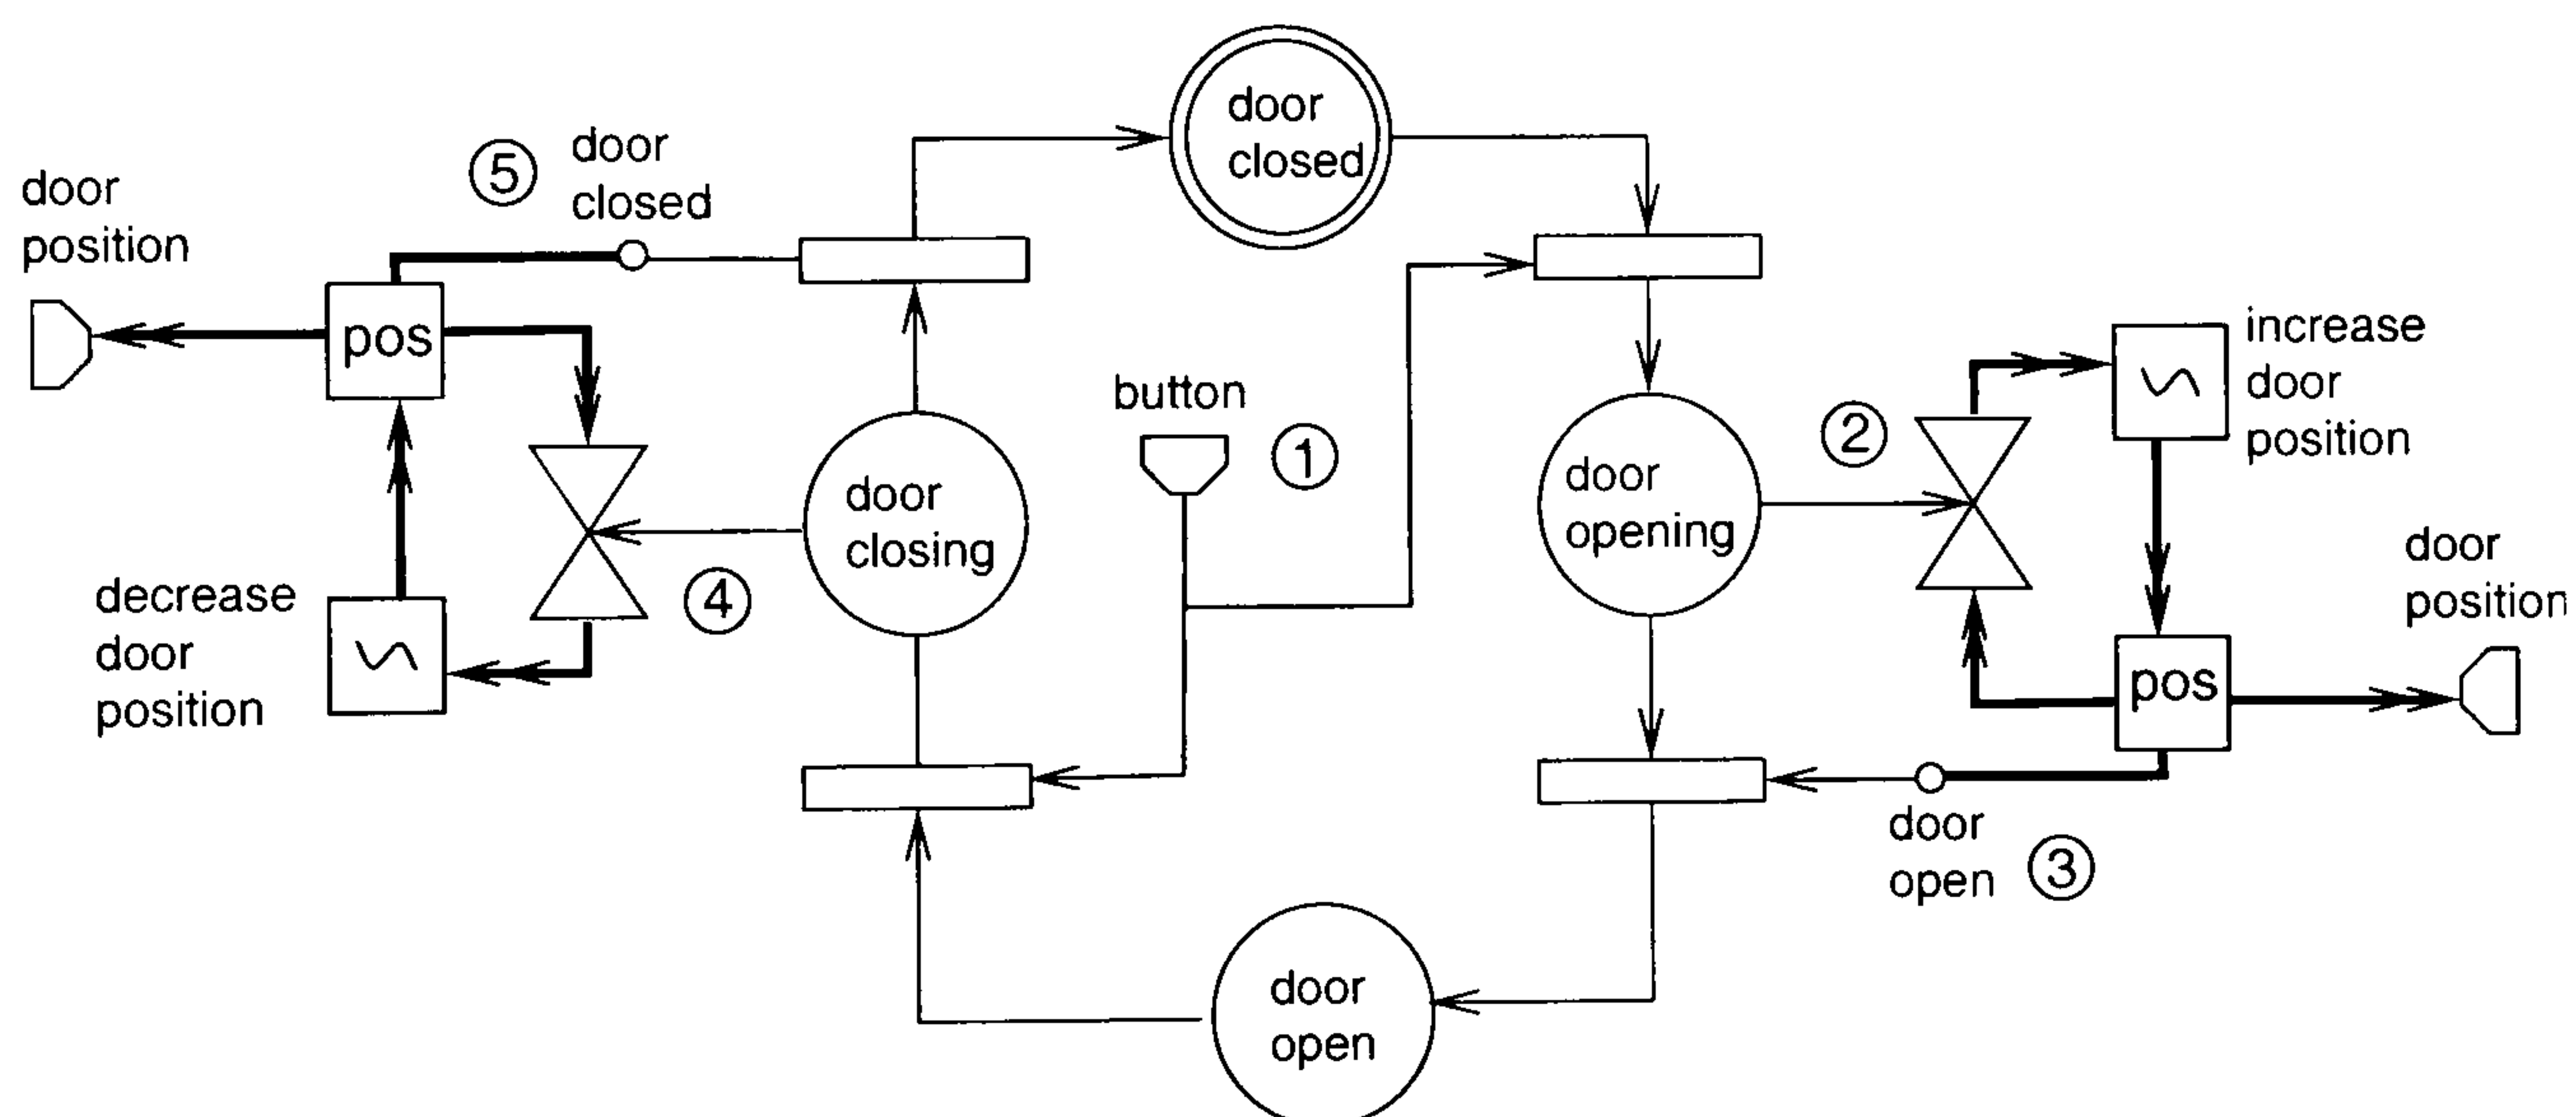 door
closed
⑤
door
closed
door
position
pos
increase
door
position
button
①
②
door
opening
door
closing
④
decrease
door
position
door
position
pos
door
open
③
door
open